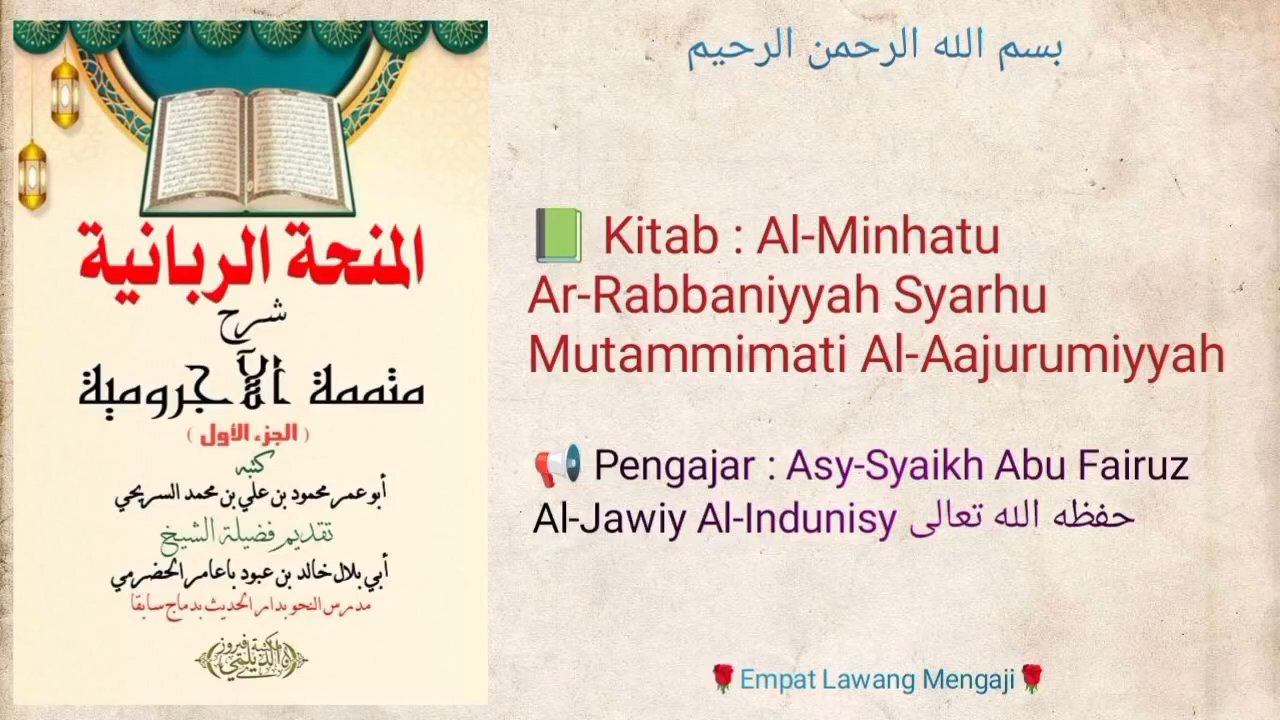 المنحة الربانية
شرح
متممة الآجرومية
( الجزء الأول )
كتبه
أبو عمر محمود بن علي بن محمد السريحي
تقديم فضيلة الشيخ
أبي بلال خالد بن عبود باعامر الحضرمي
مدرس النحو بدار الحديث بدماج سابقا
بسم الله الرحمن الرحيم
📗 Kitab : Al-Minhatu
Ar-Rabbaniyyah Syarhu
Mutammimati Al-Aajurumiyyah
📢 Pengajar : Asy-Syaikh Abu Fairuz
Al-Jawiy Al-Indunisy حفظه الله تعالى
🌹Empat Lawang Mengaji🌹